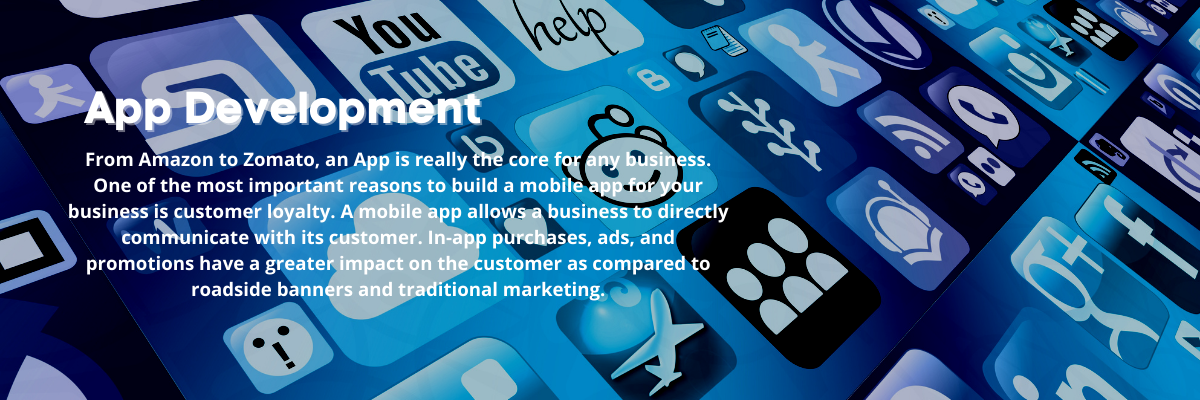 You
Tube
help
App Development
From Amazon to Zomato, an App is really the core for any business.
One of the most important reasons to build a mobile app for your
business is customer loyalty. A mobile app allows a business to directly
communicate with its customer. In-app purchases, ads, and
promotions have a greater impact on the customer as compared to
roadside banners and traditional marketing.